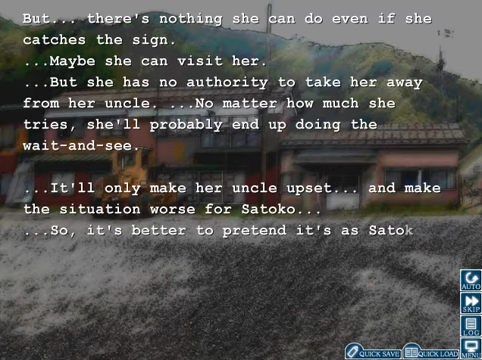 But... there's nothing she can do even if she
catches the sign.
...Maybe she can visit her.
...But she has no authority to take her away
from her uncle. ...No matter how much she
tries, she'll probably end up doing the
wait-and-see.
...It'll only make her uncle upset... and make
the situation worse for Satoko...
...So, it's better to pretend it's as Satok
AUTO
SKIP
LOG
QUICK SAVE
QUICK LOAD
MENU